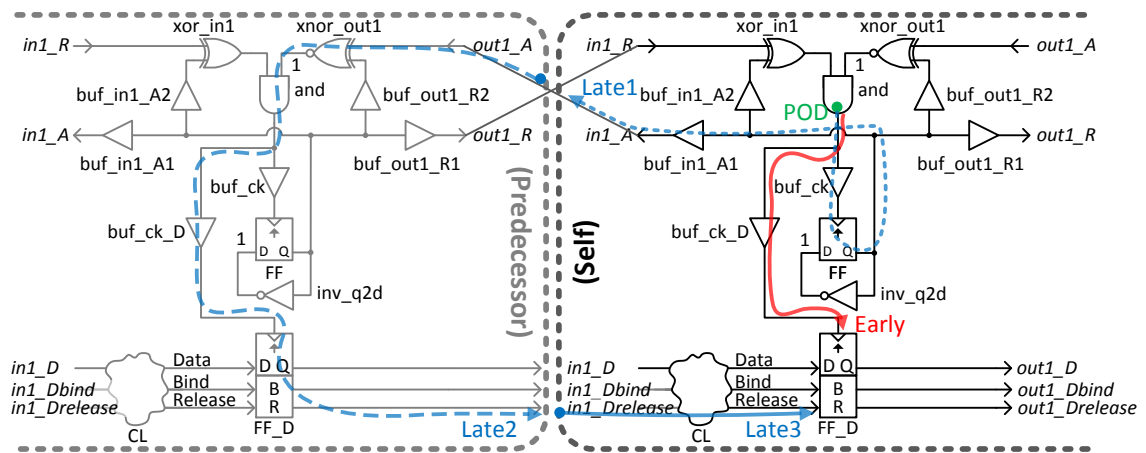 xor_in1
xnor_out1
in1_R
out1_A
1
and
buf_in1_A2
buf_out1_R2
in1_A
out1_R
buf_in1_A1
buf_out1_R1
buf_ck
buf_ck_D
1
D Q
FF
inv_q2d
in1_D
in1_Dbind
in1_Drelease
Data
Bind
Release
CL
D Q
B
R
FF_D
Late2
(Predecessor)
(Self)
Late1
xor_in1
xnor_out1
in1_R
out1_A
1
and
POD
buf_in1_A2
buf_out1_R2
in1_A
out1_R
buf_in1_A1
buf_out1_R1
buf_ck
buf_ck_D
1
D Q
FF
inv_q2d
Early
in1_D
in1_Dbind
in1_Drelease
Data
Bind
Release
CL
D Q
B
R
FF_D
Late3
out1_D
out1_Dbind
out1_Drelease